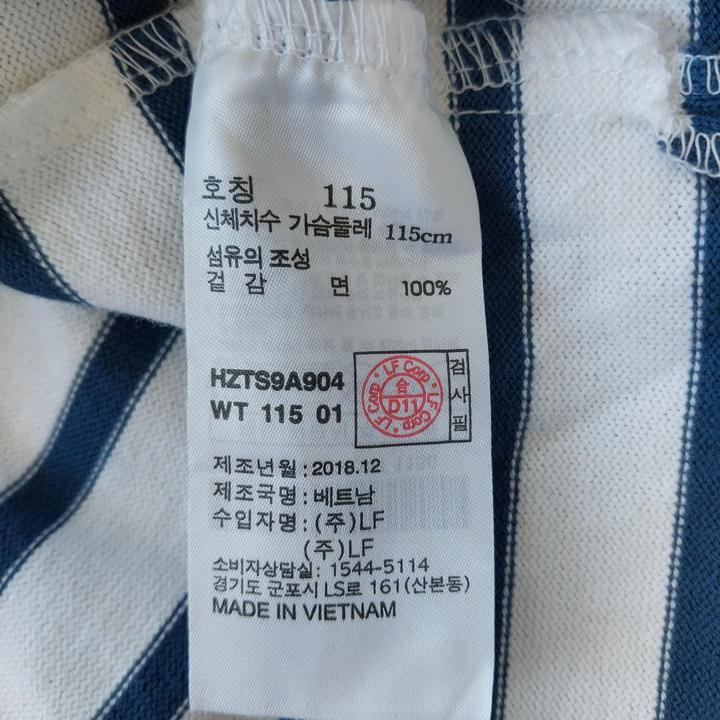 호칭 115
신체치수 가슴둘레 115cm
섬유의 조성
겉 감 면 100%
HZTS9A904
WT 115 01
LF Corp · LF Corp · LF Corp
合
D11
검사필
제조년월 : 2018.12
제조국명 : 베트남
수입자명 : (주)LF
(주)LF
소비자상담실: 1544-5114
경기도 군포시 LS로 161(산본동)
MADE IN VIETNAM